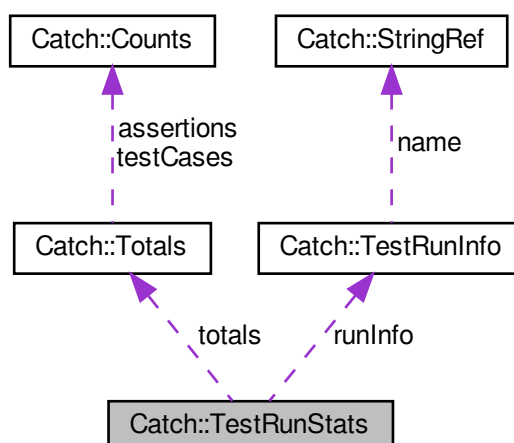 Catch::Counts
Catch::StringRef
assertions
testCases
name
Catch::Totals
Catch::TestRunInfo
totals
runInfo
Catch::TestRunStats